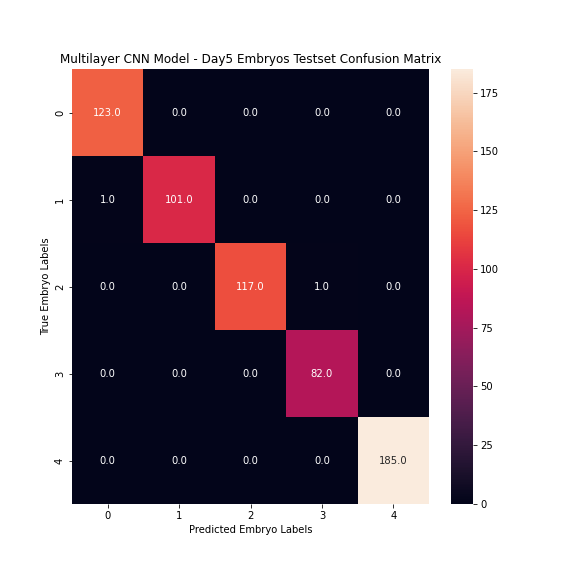 Multilayer CNN Model - Day5 Embryos Testset Confusion Matrix
0 123.0 0.0 0.0 0.0 0.0
1 1.0 101.0 0.0 0.0 0.0
2 0.0 0.0 117.0 1.0 0.0
3 0.0 0.0 0.0 82.0 0.0
4 0.0 0.0 0.0 0.0 185.0
0 1 2 3 4
True Embryo Labels
Predicted Embryo Labels
175
150
125
100
75
50
25
0